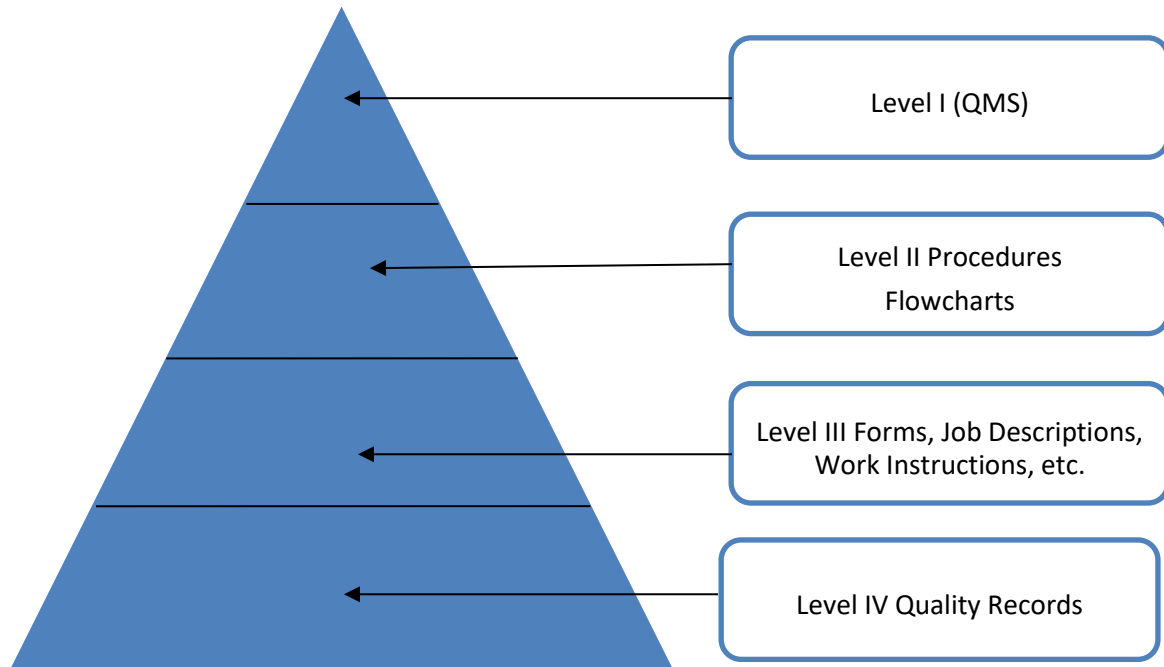 Level I (QMS)
Level II Procedures
Flowcharts
Level III Forms, Job Descriptions,
Work Instructions, etc.
Level IV Quality Records